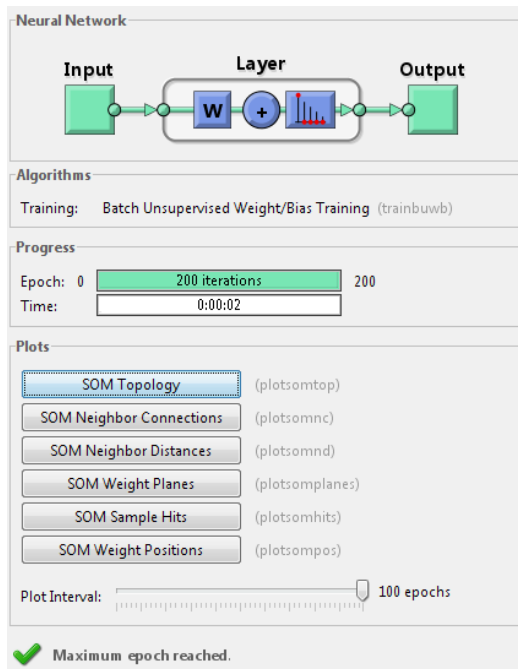 Neural Network
Input
Layer
Output
W
+
Algorithms
Training: Batch Unsupervised Weight/Bias Training (trainbuwb)
Progress
Epoch: 0 200 iterations 200
Time: 0:00:02
Plots
SOM Topology (plotsomtop)
SOM Neighbor Connections (plotsomnc)
SOM Neighbor Distances (plotsomnd)
SOM Weight Planes (plotsomplanes)
SOM Sample Hits (plotsomhits)
SOM Weight Positions (plotsompos)
Plot Interval: 100 epochs
Maximum epoch reached.